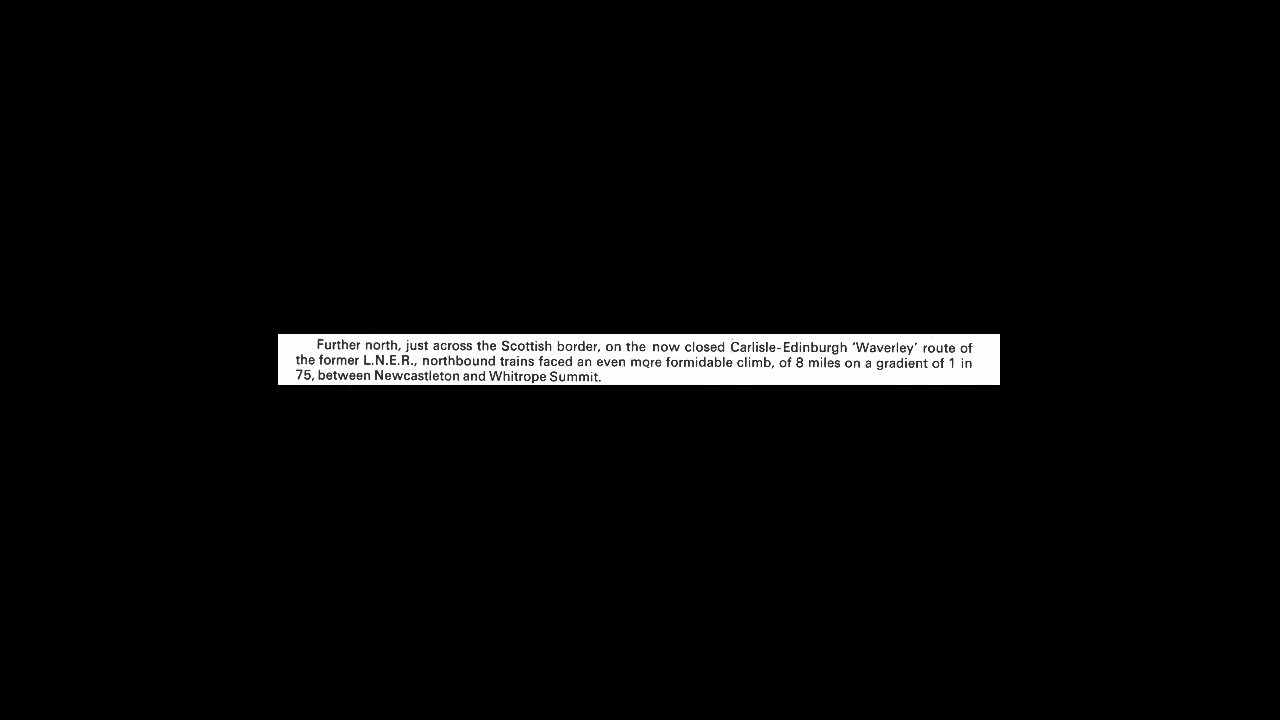 Further north, just across the Scottish border, on the now closed Carlisle-Edinburgh 'Waverley' route of
the former L.N.E.R., northbound trains faced an even more formidable climb, of 8 miles on a gradient of 1 in
75, between Newcastleton and Whitrope Summit.